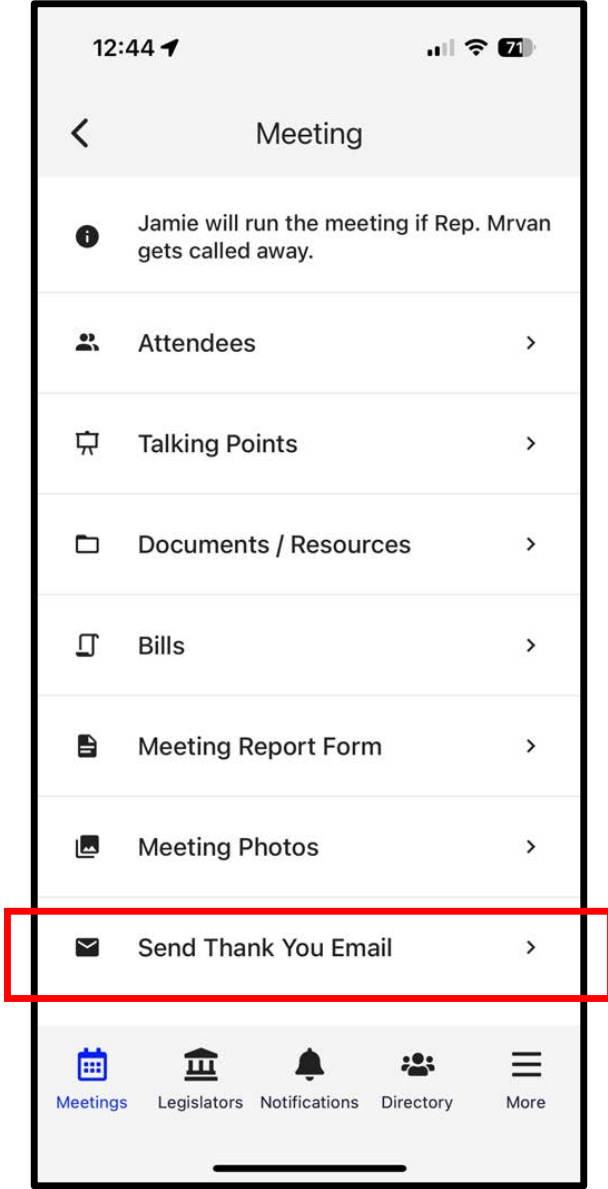 12:44
71
Meeting
Jamie will run the meeting if Rep. Mrvan
gets called away.
Attendees
Talking Points
Documents / Resources
Bills
Meeting Report Form
Meeting Photos
Send Thank You Email
Meetings Legislators Notifications Directory More